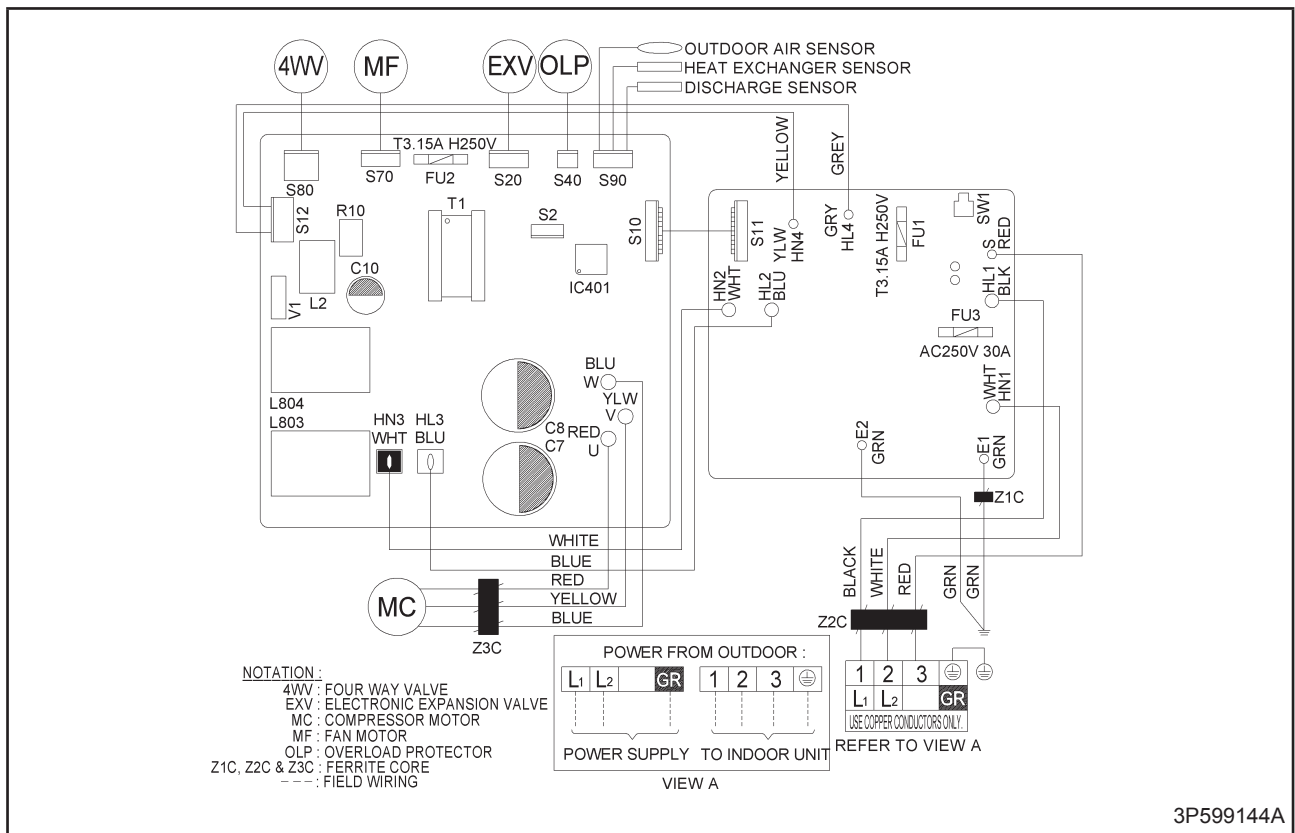 4WV
MF
EXV
OLP
OUTDOOR AIR SENSOR
HEAT EXCHANGER SENSOR
DISCHARGE SENSOR
S80
S70
T3.15A H250V
FU2
S20
S40
S90
YELLOW
GREY
S12
R10
T1
S2
S10
S11
YLW
HN4
GRY
HL4
T3.15A H250V
FU1
SW1
S
RED
L2
C10
V1
IC401
HN2
WHT
HL2
BLU
HL1
BLK
FU3
AC250V 30A
WHT
HN1
L804
L803
HN3
WHT
HL3
BLU
BLU
W
YLW
V
RED
U
C8
C7
E2
GRN
E1
GRN
Z1C
WHITE
BLUE
RED
YELLOW
BLUE
MC
Z3C
BLACK
WHITE
RED
GRN
GRN
Z2C
1 2 3
L1 L2 GR
USE COPPER CONDUCTORS ONLY.
REFER TO VIEW A
POWER FROM OUTDOOR :
L1 L2 GR 1 2 3
POWER SUPPLY TO INDOOR UNIT
VIEW A
NOTATION :
4WV : FOUR WAY VALVE
EXV : ELECTRONIC EXPANSION VALVE
MC : COMPRESSOR MOTOR
MF : FAN MOTOR
OLP : OVERLOAD PROTECTOR
Z1C, Z2C & Z3C : FERRITE CORE
--- : FIELD WIRING
3P599144A